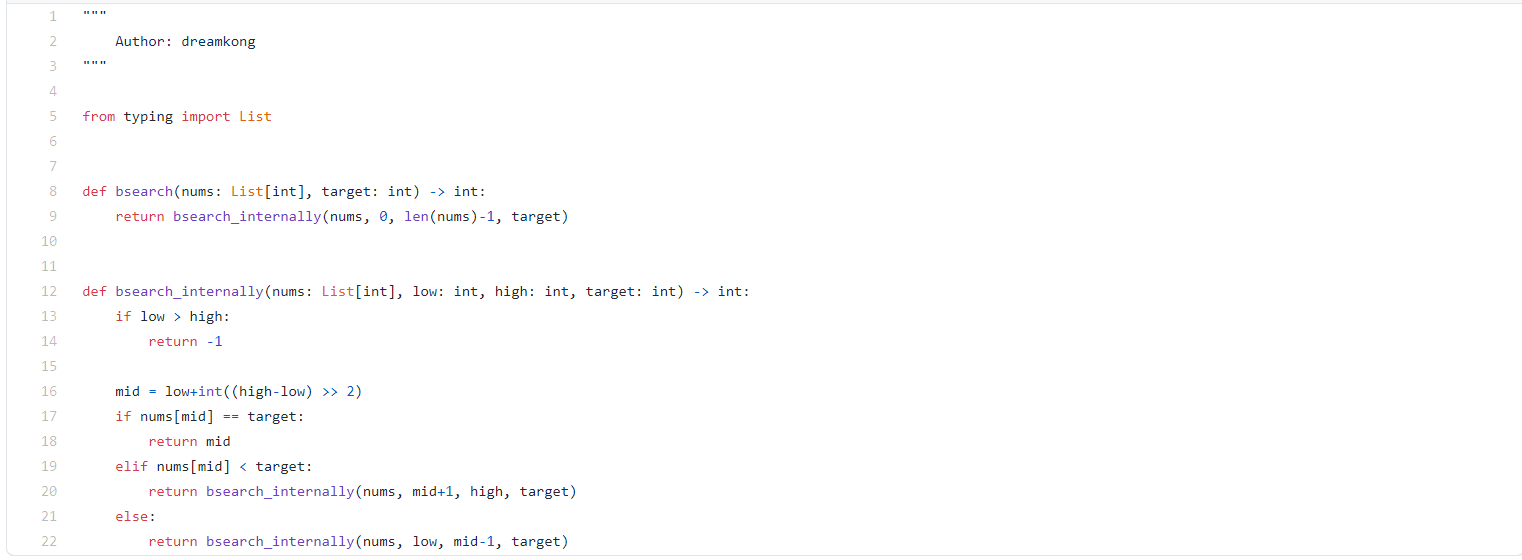 1 """
2     Author: dreamkong
3 """
4
5 from typing import List
6
7
8 def bsearch(nums: List[int], target: int) -> int:
9     return bsearch_internally(nums, 0, len(nums)-1, target)
10
11
12 def bsearch_internally(nums: List[int], low: int, high: int, target: int) -> int:
13     if low > high:
14         return -1
15
16     mid = low+int((high-low) >> 2)
17     if nums[mid] == target:
18         return mid
19     elif nums[mid] < target:
20         return bsearch_internally(nums, mid+1, high, target)
21     else:
22         return bsearch_internally(nums, low, mid-1, target)